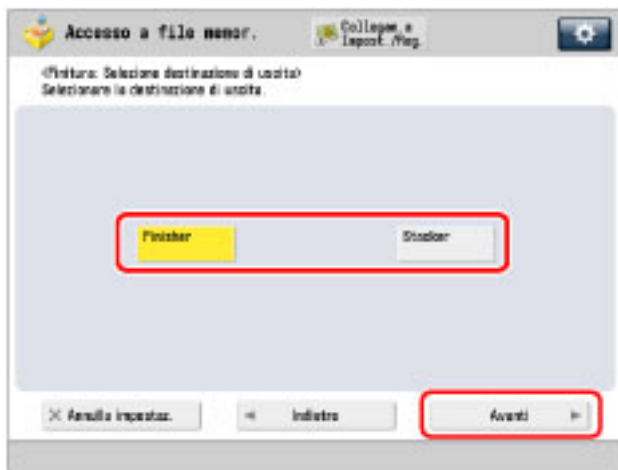 Accesso a file memor.
Collegam. a
Impost./Reg.
<Finitura: Selezione destinazione di uscita>
Selezionare la destinazione di uscita.
Finisher
Stacker
Annulla impostaz.
Indietro
Avanti